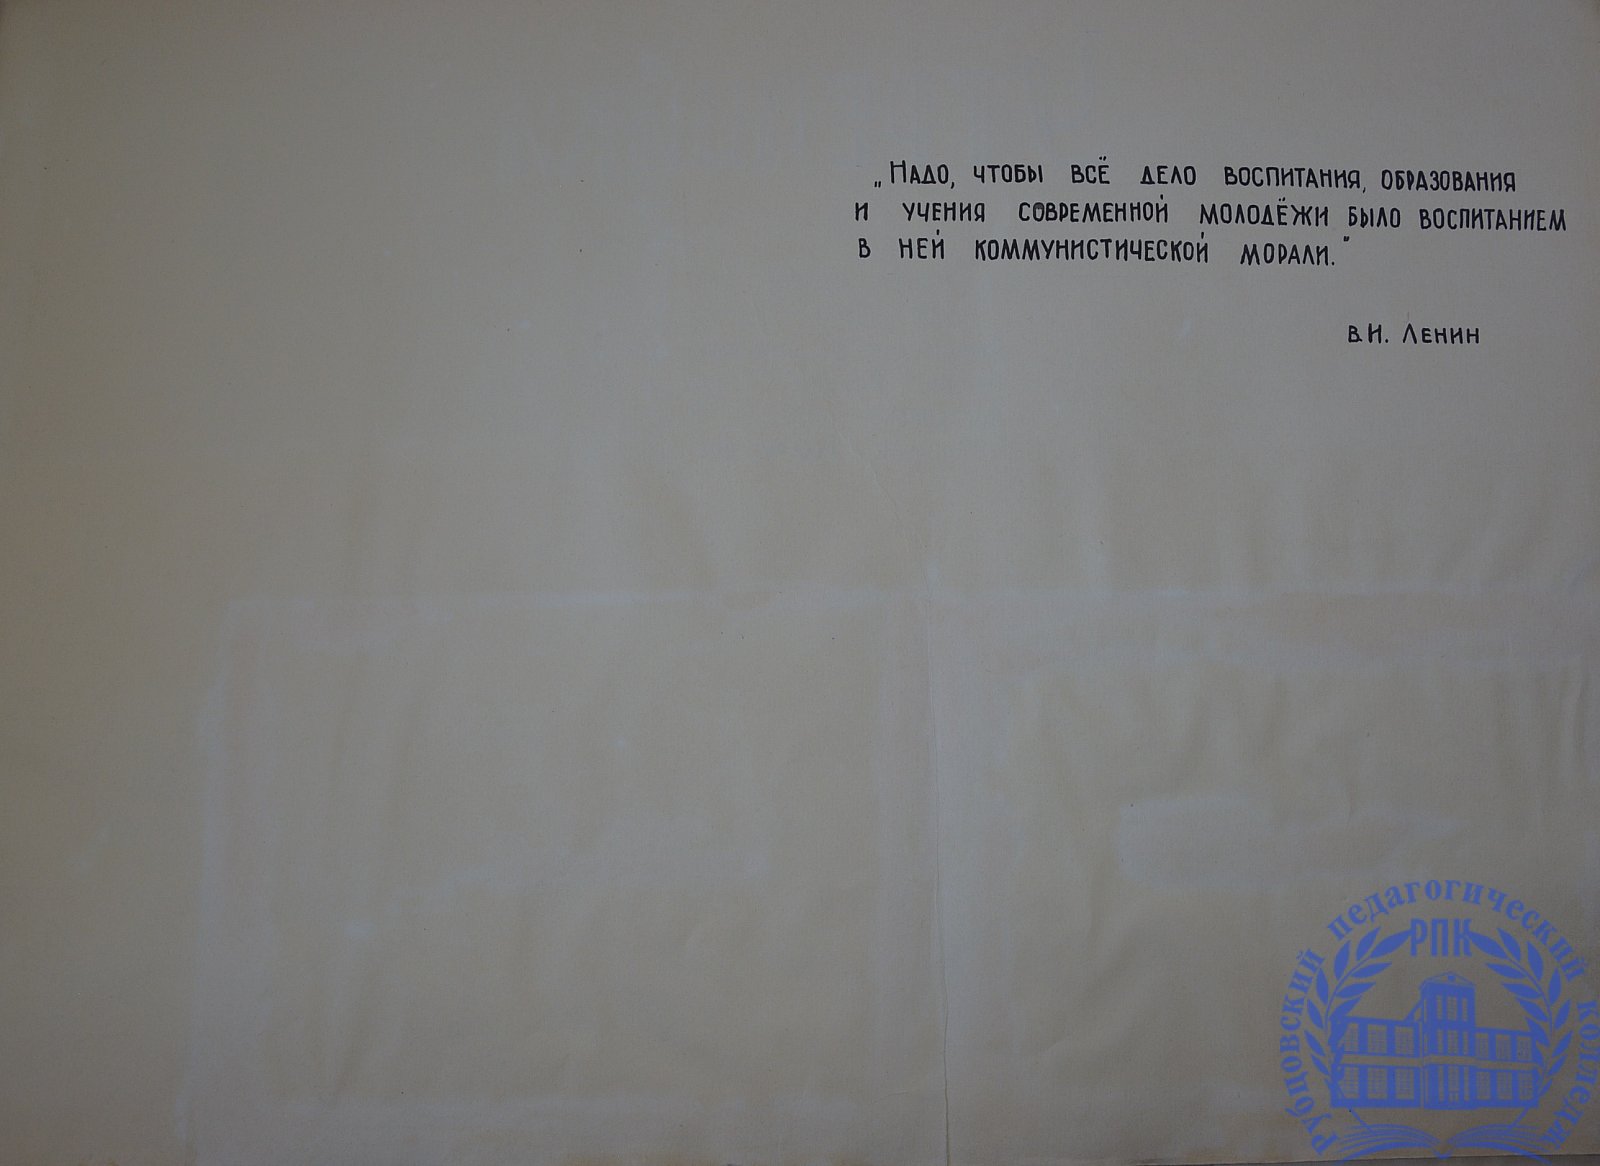 „Надо, чтобы всё дело воспитания, образования
и учения современной молодёжи было воспитанием
в ней коммунистической морали."
В.И. Ленин
Рубцовский педагогический колледж
РПК